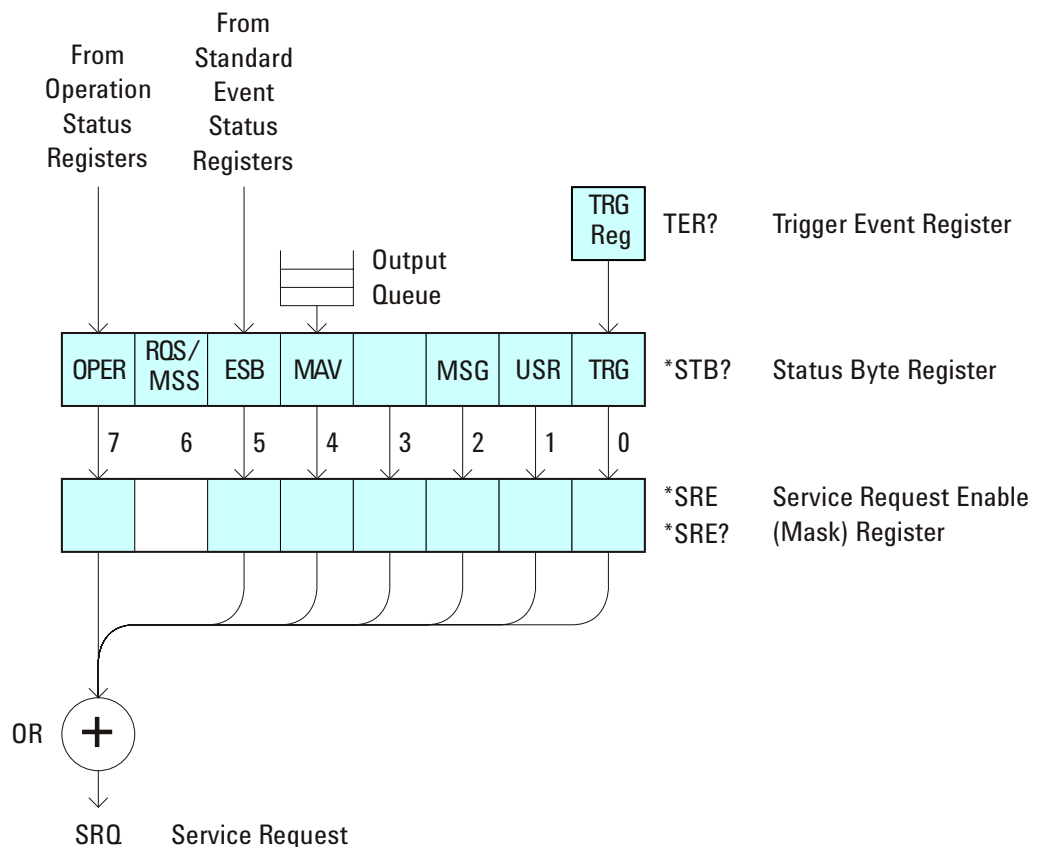 From
Operation
Status
Registers
From
Standard
Event
Status
Registers
TRG
Reg
TER? Trigger Event Register
Output
Queue
OPER RQS/
MSS ESB MAV MSG USR TRG
*STB? Status Byte Register
7 6 5 4 3 2 1 0
*SRE Service Request Enable
*SRE? (Mask) Register
OR +
SRQ Service Request